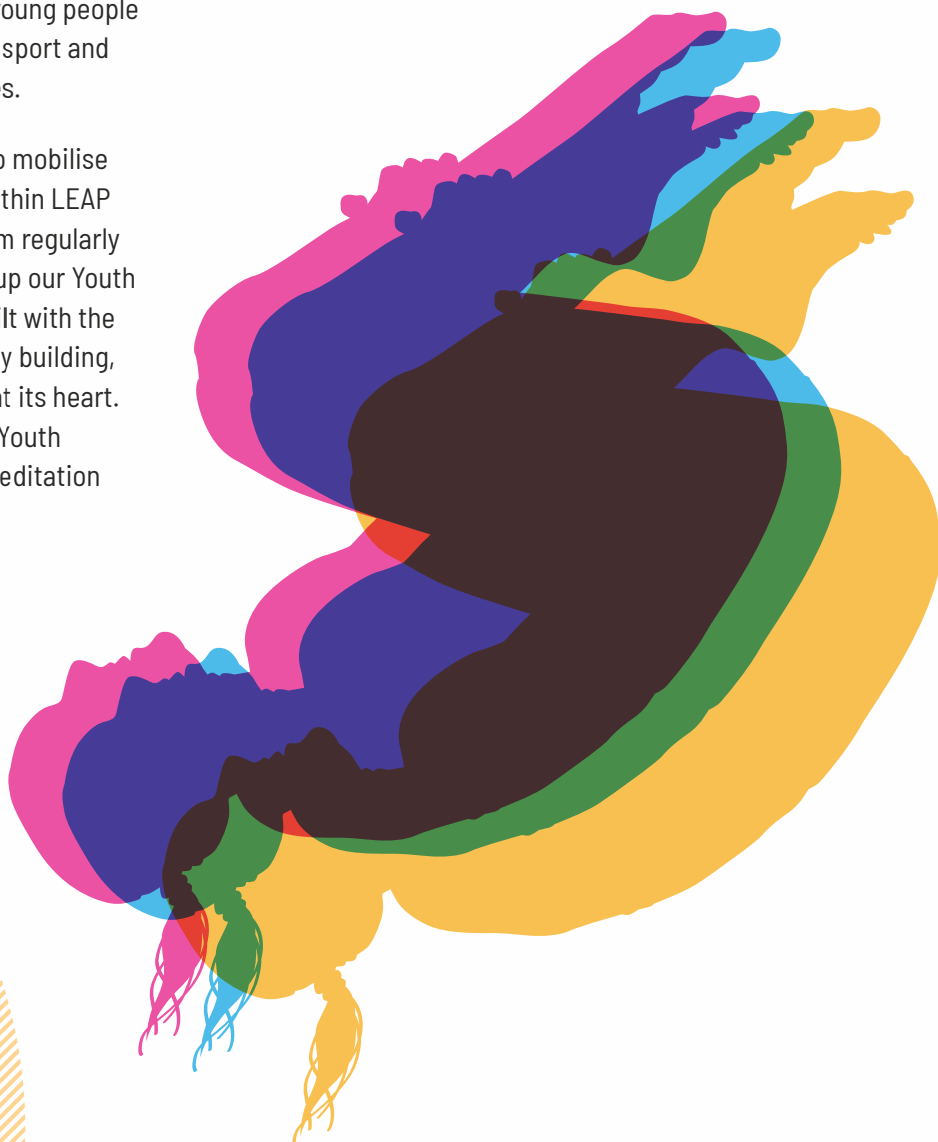 oung people
sport and
s.
mobilise
thin LEAP
m regularly
up our Youth
ilt with the
y building,
at its heart.
Youth
editation